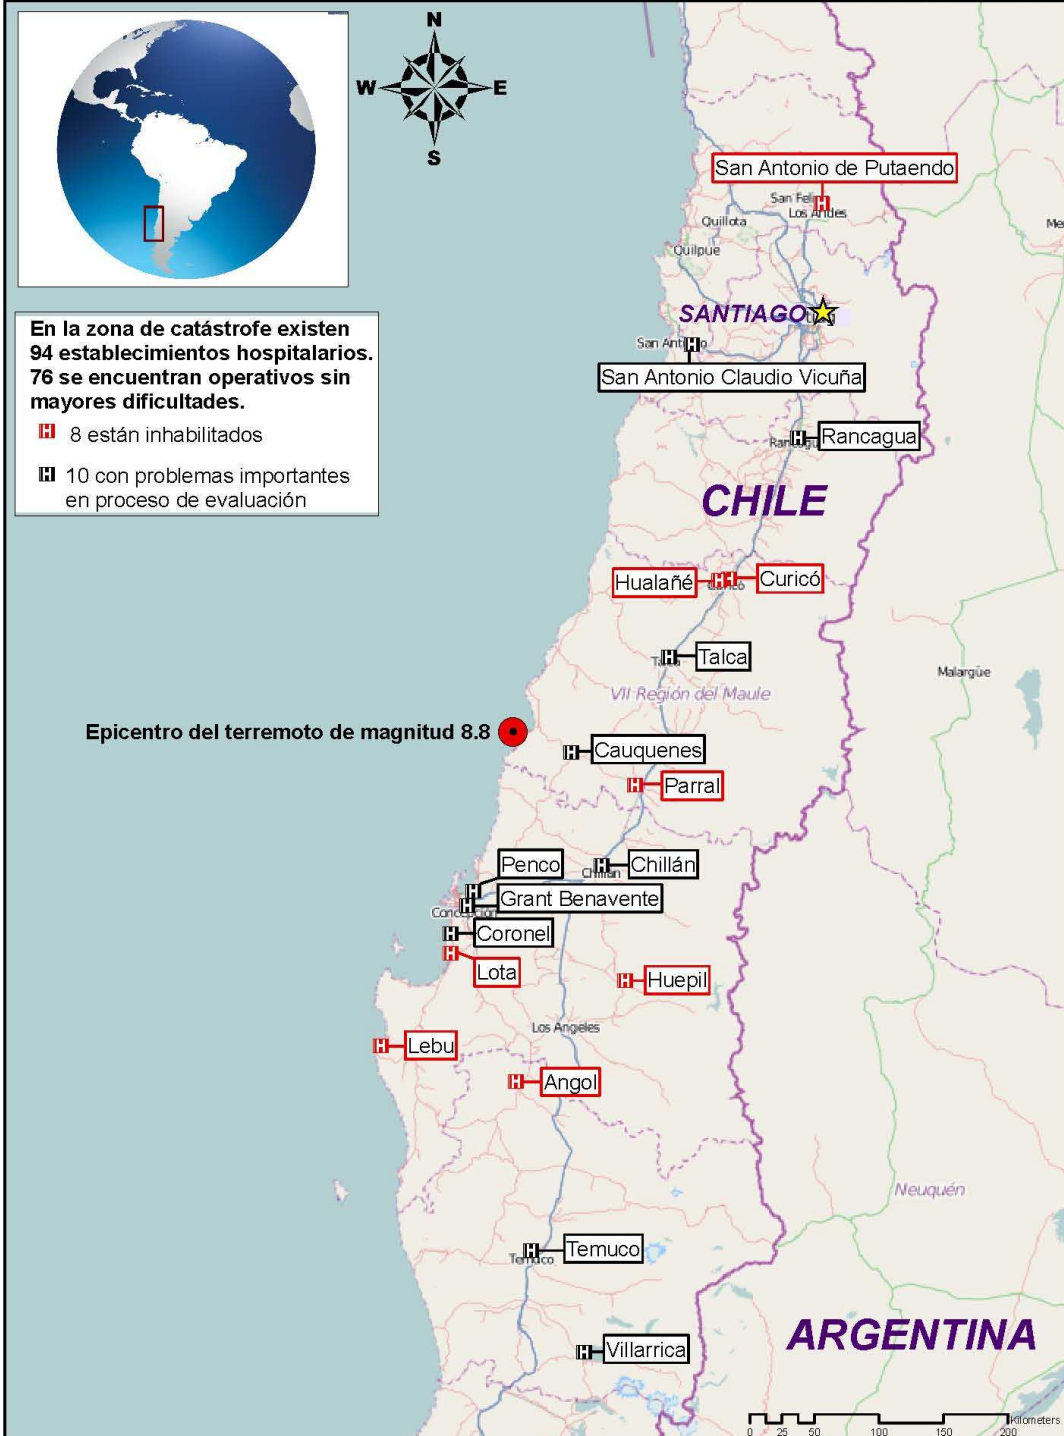 N
W E
S
San Antonio de Putaendo
Los Andes
Quillota
Quilpue
SANTIAGO
San Antonio Claudio Vicuña
En la zona de catástrofe existen
94 establecimientos hospitalarios.
76 se encuentran operativos sin
mayores dificultades.
H 8 están inhabilitados
H 10 con problemas importantes
en proceso de evaluación
Rancagua
CHILE
Hualañé
Curicó
Talca
Malargüe
VII Región del Maule
Epicentro del terremoto de magnitud 8.8
Cauquenes
Parral
Penco
Chillán
Grant Benavente
Concepción
Coronel
Lota
Huepil
Los Angeles
Lebu
Angol
Neuquén
Temuco
Temuco
ARGENTINA
Villarrica
Kilometers
0 25 50 100 150 200